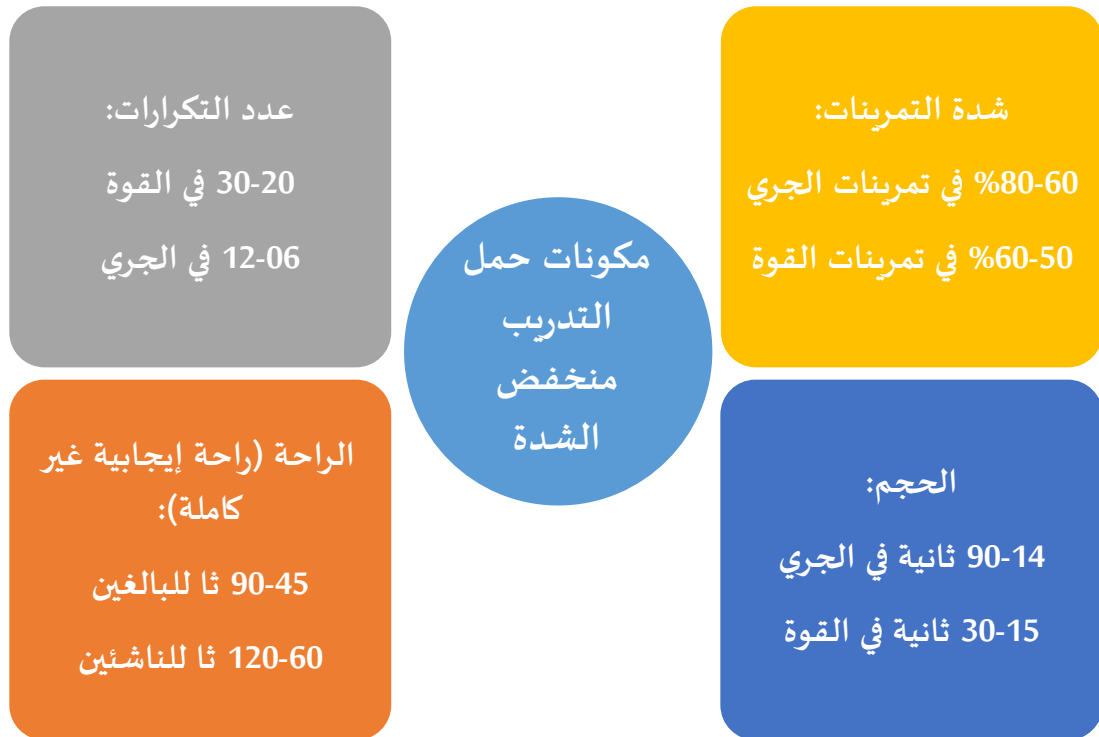 شدة التمرينات:
%80-60 في تمرينات الجري
%60-50 في تمرينات القوة
عدد التكرارات:
30-20 في القوة
12-06 في الجري
مكونات حمل
التدريب
منخفض
الشدة
الحجم:
90-14 ثانية في الجري
30-15 ثانية في القوة
الراحة (راحة إيجابية غير
كاملة):
90-45 ثا للبالغين
120-60 ثا للناشئين